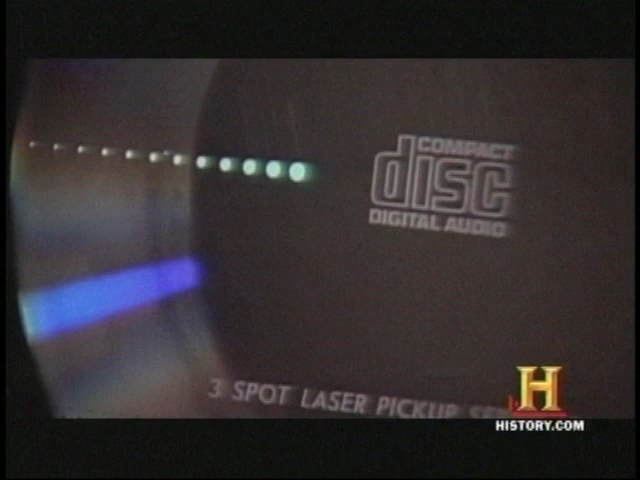 COMPACT
disc
DIGITAL AUDIO
3 SPOT LASER PICKUP
H
HISTORY.COM